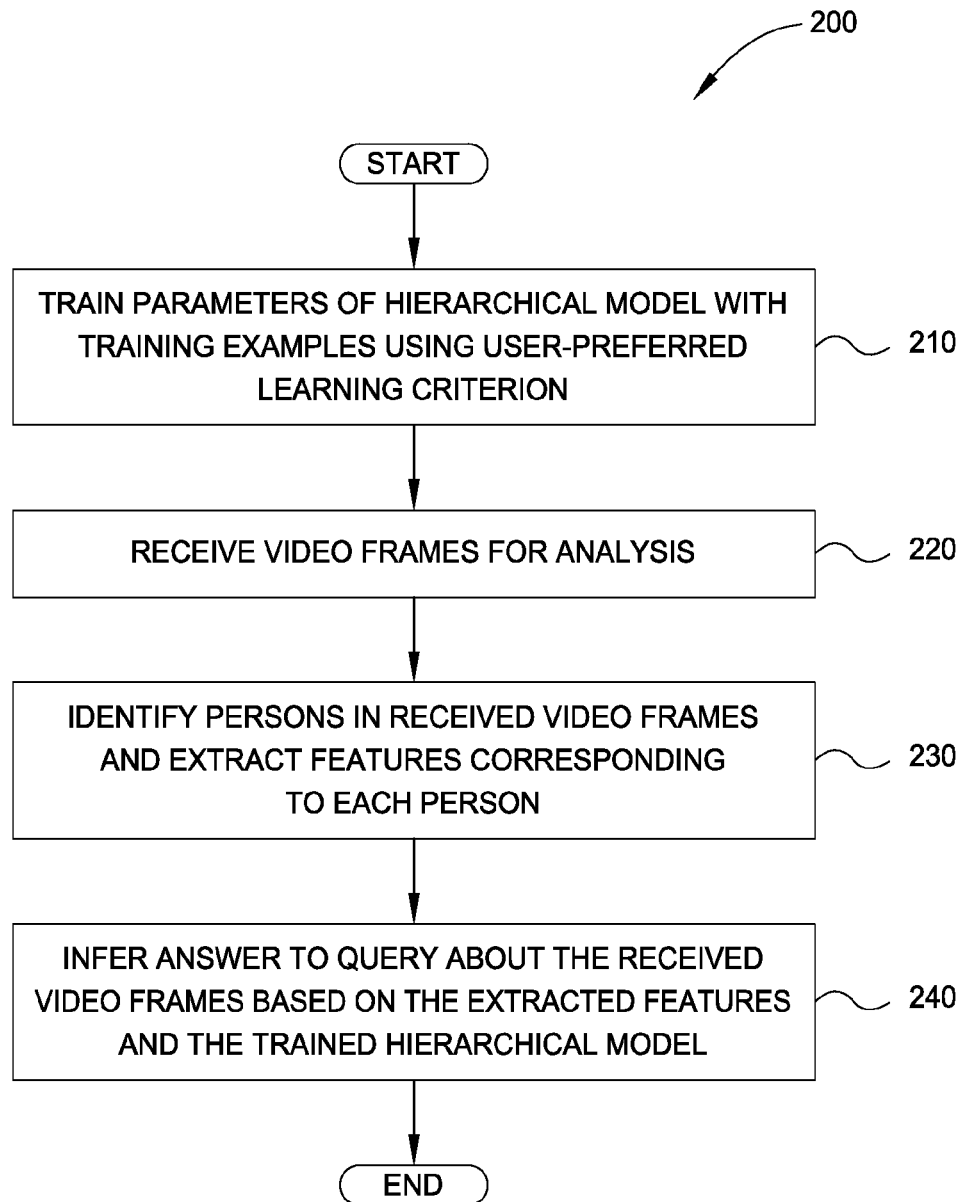 200
START
TRAIN PARAMETERS OF HIERARCHICAL MODEL WITH
TRAINING EXAMPLES USING USER-PREFERRED
LEARNING CRITERION
210
RECEIVE VIDEO FRAMES FOR ANALYSIS
220
IDENTIFY PERSONS IN RECEIVED VIDEO FRAMES
AND EXTRACT FEATURES CORRESPONDING
TO EACH PERSON
230
INFER ANSWER TO QUERY ABOUT THE RECEIVED
VIDEO FRAMES BASED ON THE EXTRACTED FEATURES
AND THE TRAINED HIERARCHICAL MODEL
240
END